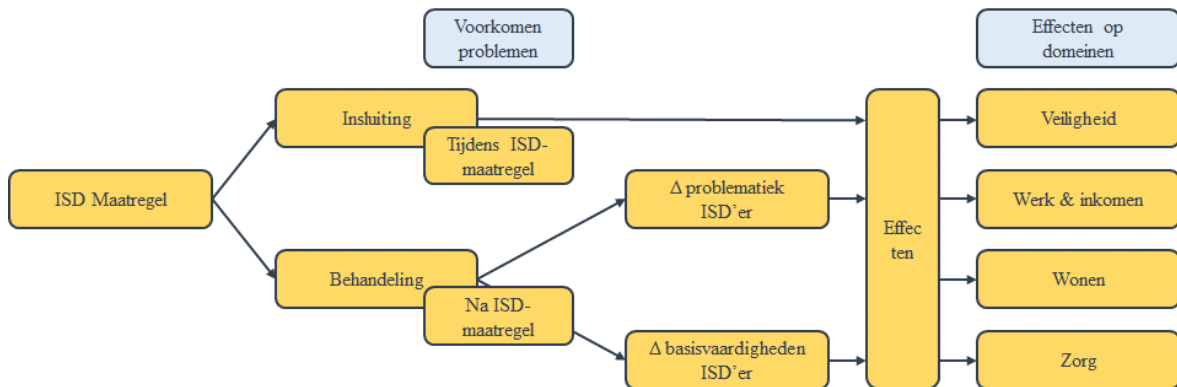 Voorkomen
problemen
Effecten op
domeinen
Insluiting
Tijdens ISD-
maatregel
Veiligheid
ISD Maatregel
Δ problematiek
ISD’er
Effec
ten
Werk & inkomen
Behandeling
Na ISD-
maatregel
Wonen
Δ basisvaardigheden
ISD’er
Zorg